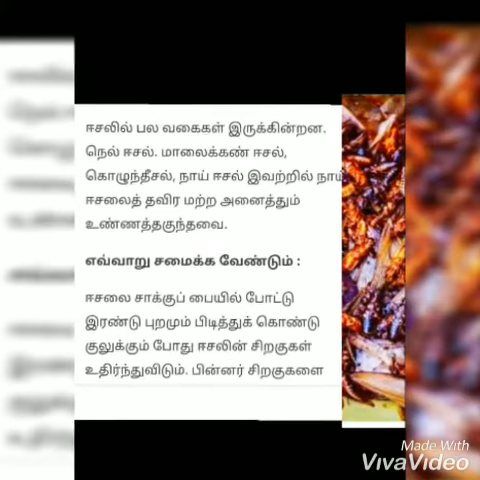 ஈசலில் பல வகைகள் இருக்கின்றன.
நெல் ஈசல். மாலைக்கண் ஈசல்,
கொழுந்தீசல், நாய் ஈசல் இவற்றில் நாய்
ஈசலைத் தவிர மற்ற அனைத்தும்
உண்ணத்தகுந்தவை.
எவ்வாறு சமைக்க வேண்டும் :
ஈசலை சாக்குப் பையில் போட்டு
இரண்டு புறமும் பிடித்துக் கொண்டு
குலுக்கும் போது ஈசலின் சிறகுகள்
உதிர்ந்துவிடும். பின்னர் சிறகுகளை
Made With
VivaVideo